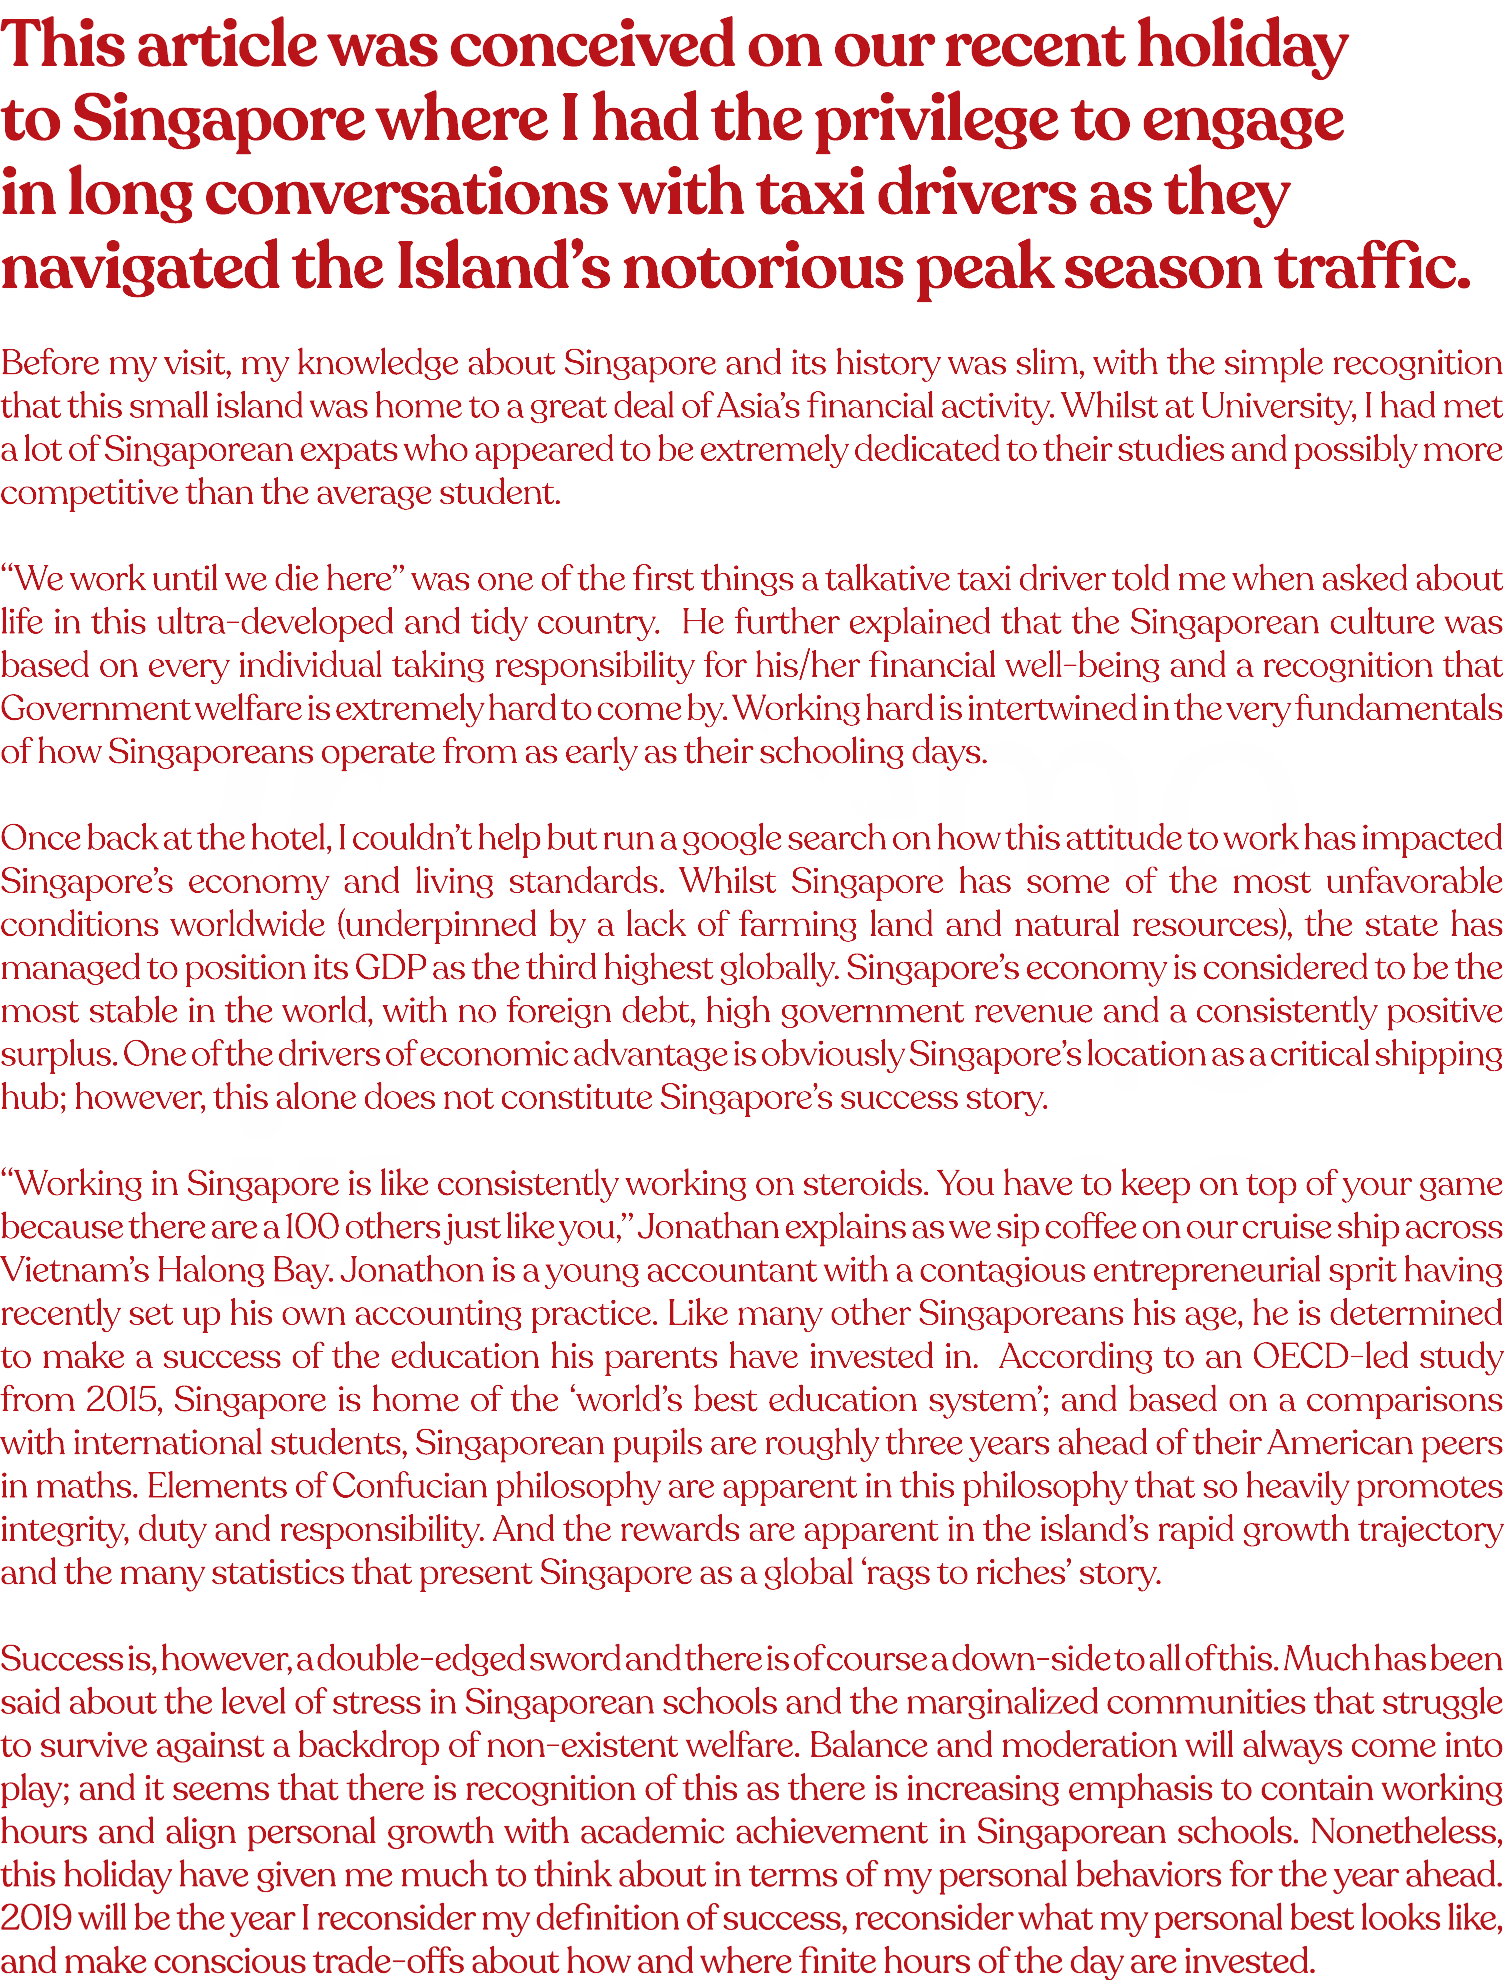 This article was conceived on our recent holiday
to Singapore where I had the privilege to engage
in long conversations with taxi drivers as they
navigated the Island’s notorious peak season traffic.
Before my visit, my knowledge about Singapore and its history was slim, with the simple recognition
that this small island was home to a great deal of Asia’s financial activity. Whilst at University, I had met
a lot of Singaporean expats who appeared to be extremely dedicated to their studies and possibly more
competitive than the average student.
“We work until we die here” was one of the first things a talkative taxi driver told me when asked about
life in this ultra-developed and tidy country.  He further explained that the Singaporean culture was
based on every individual taking responsibility for his/her financial well-being and a recognition that
Government welfare is extremely hard to come by. Working hard is intertwined in the very fundamentals
of how Singaporeans operate from as early as their schooling days.
Once back at the hotel, I couldn’t help but run a google search on how this attitude to work has impacted
Singapore’s economy and living standards. Whilst Singapore has some of the most unfavorable
conditions worldwide (underpinned by a lack of farming land and natural resources), the state has
managed to position its GDP as the third highest globally. Singapore’s economy is considered to be the
most stable in the world, with no foreign debt, high government revenue and a consistently positive
surplus. One of the drivers of economic advantage is obviously Singapore’s location as a critical shipping
hub; however, this alone does not constitute Singapore’s success story.
“Working in Singapore is like consistently working on steroids. You have to keep on top of your game
because there are a 100 others just like you,” Jonathan explains as we sip coffee on our cruise ship across
Vietnam’s Halong Bay. Jonathon is a young accountant with a contagious entrepreneurial sprit having
recently set up his own accounting practice. Like many other Singaporeans his age, he is determined
to make a success of the education his parents have invested in.  According to an OECD-led study
from 2015, Singapore is home of the ‘world’s best education system’; and based on a comparisons
with international students, Singaporean pupils are roughly three years ahead of their American peers
in maths. Elements of Confucian philosophy are apparent in this philosophy that so heavily promotes
integrity, duty and responsibility. And the rewards are apparent in the island’s rapid growth trajectory
and the many statistics that present Singapore as a global ‘rags to riches’ story.
Success is, however, a double-edged sword and there is of course a down-side to all of this. Much has been
said about the level of stress in Singaporean schools and the marginalized communities that struggle
to survive against a backdrop of non-existent welfare. Balance and moderation will always come into
play; and it seems that there is recognition of this as there is increasing emphasis to contain working
hours and align personal growth with academic achievement in Singaporean schools. Nonetheless,
this holiday have given me much to think about in terms of my personal behaviors for the year ahead.
2019 will be the year I reconsider my definition of success, reconsider what my personal best looks like,
and make conscious trade-offs about how and where finite hours of the day are invested.